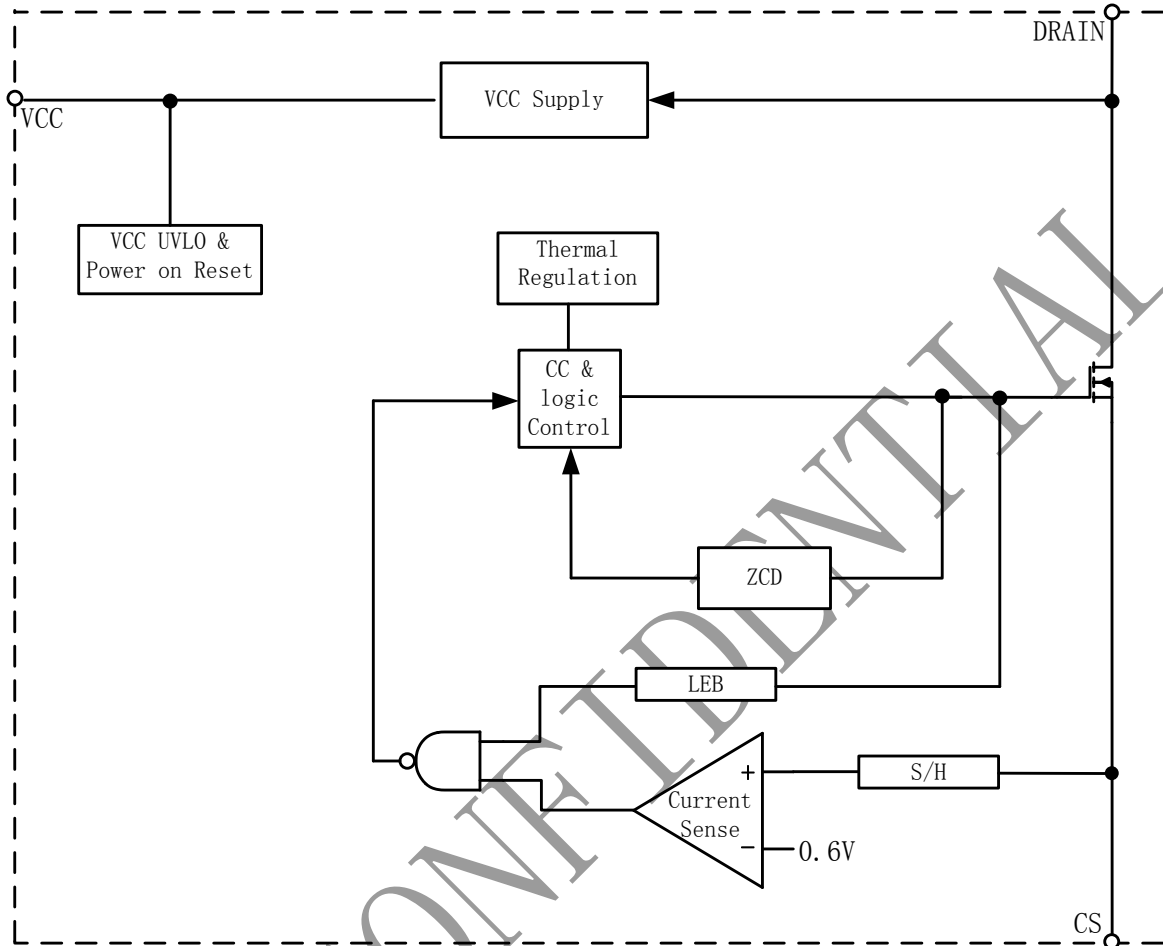 DRAIN
VCC
VCC Supply
VCC UVLO &
Power on Reset
Thermal
Regulation
CC &
logic
Control
ZCD
LEB
S/H
+
Current
Sense
−
0.6V
CS
ONFIDENTIAL